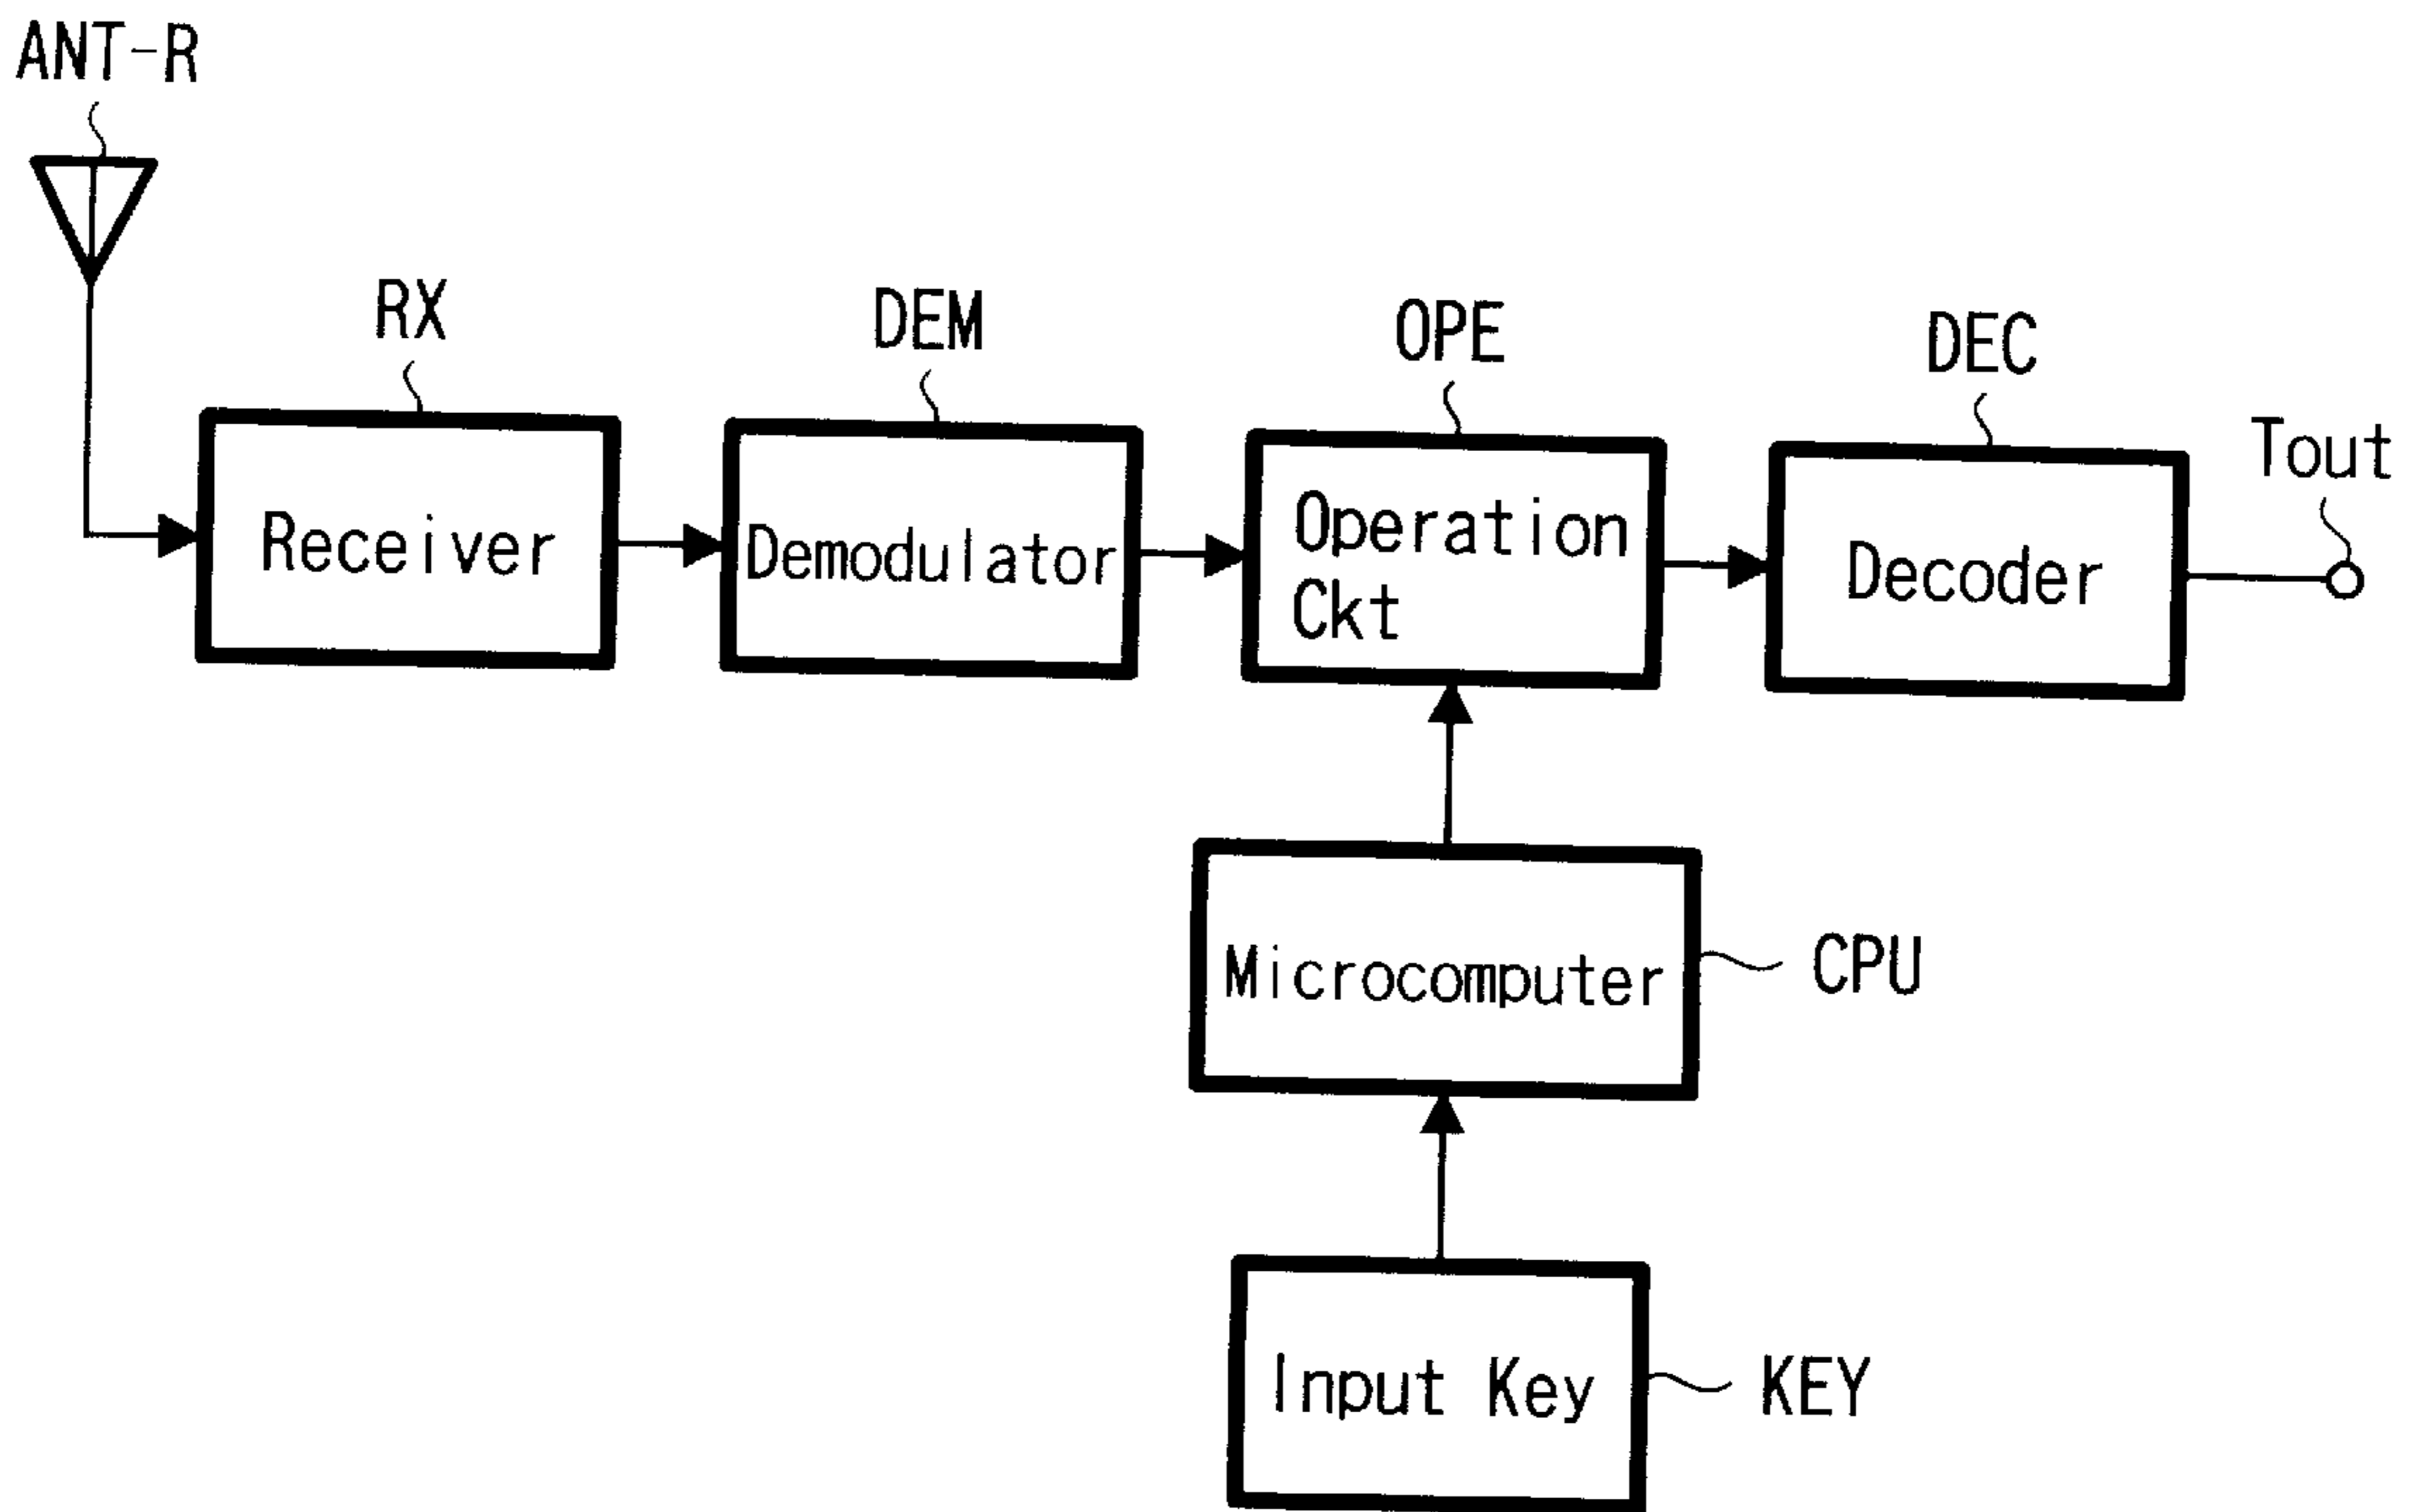 ANT-R
RX
DEM
OPE
DEC
Tout
Receiver
Demodulator
Operation
Ckt
Decoder
Microcomputer
CPU
Input Key
KEY